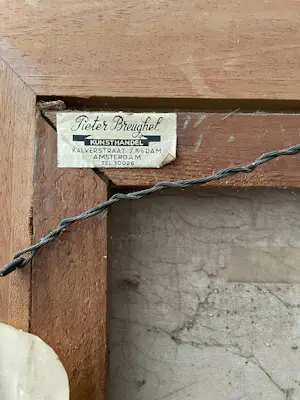 Pieter Breughel
KUNSTHANDEL
KALVERSTRAAT, 2, b/DAM
AMSTERDAM
TEL.30026